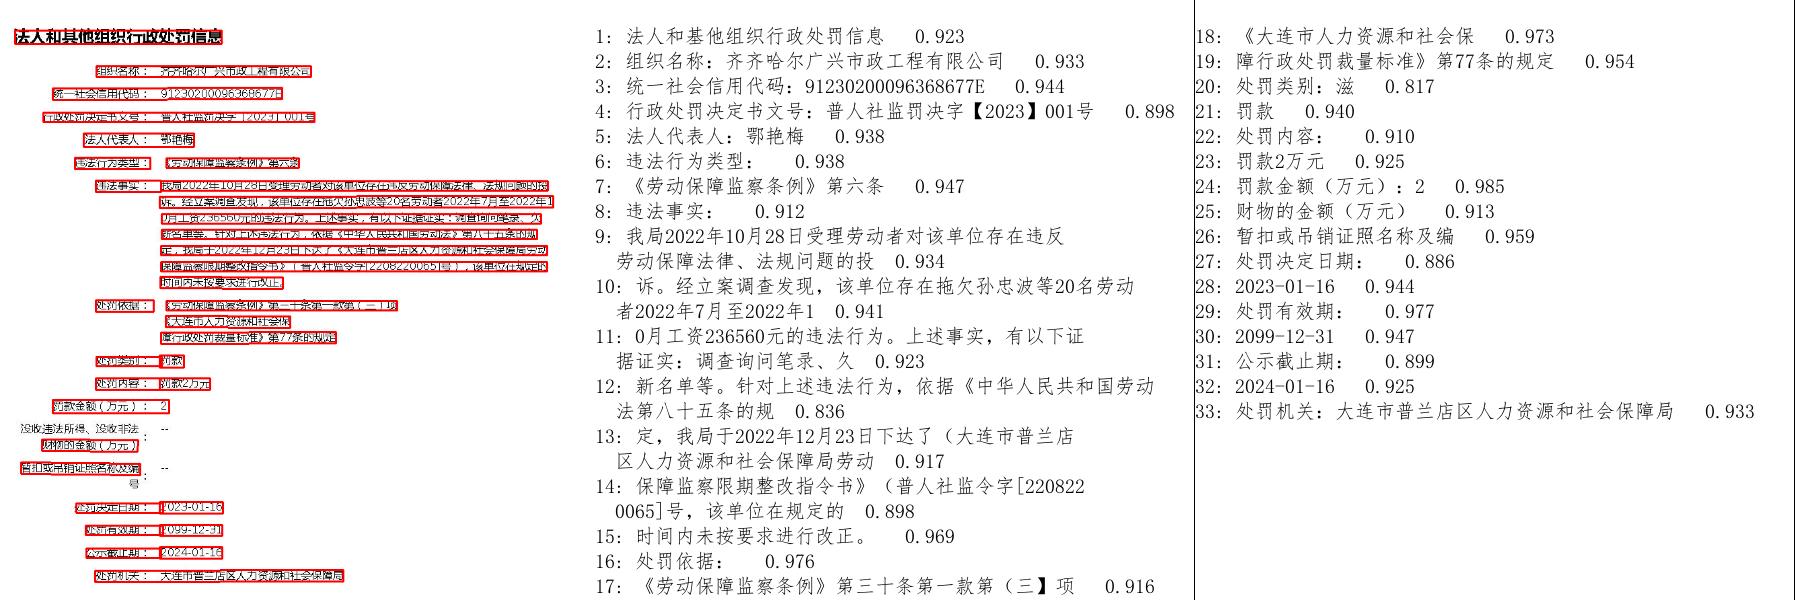 法人和其他组织行政处罚信息
组织名称： 齐齐哈尔广兴市政工程有限公司
统一社会信用代码： 91230200096368677E
行政处罚决定书文号： 普人社监罚决字【2023】001号
法人代表人： 鄂艳梅
违法行为类型： 《劳动保障监察条例》第六条
违法事实： 我局2022年10月28日受理劳动者对该单位存在违反劳动保障法律、法规问题的投
诉。经立案调查发现，该单位存在拖欠孙忠波等20名劳动者2022年7月至2022年1
0月工资236560元的违法行为。上述事实，有以下证据证实：调查询问笔录、欠
薪名单等。针对上述违法行为，依据《中华人民共和国劳动法》第八十五条的规
定，我局于2022年12月23日下达了《大连市普兰店区人力资源和社会保障局劳动
保障监察限期整改指令书》（普人社监令字[2208220065]号），该单位在规定的
时间内未按要求进行改正。
处罚依据： 《劳动保障监察条例》第三十条第一款第（三）项
《大连市人力资源和社会保
障行政处罚裁量标准》第77条的规定
处罚类别： 罚款
处罚内容： 罚款2万元
罚款金额（万元）： 2
没收违法所得、没收非法
财物的金额（万元）： --
暂扣或吊销证照名称及编
号： --
处罚决定日期： 2023-01-16
处罚有效期： 2099-12-31
公示截止期： 2024-01-16
处罚机关： 大连市普兰店区人力资源和社会保障局
1: 法人和基他组织行政处罚信息 0.923
2: 组织名称：齐齐哈尔广兴市政工程有限公司 0.933
3: 统一社会信用代码：91230200096368677E 0.944
4: 行政处罚决定书文号：普人社监罚决字【2023】001号 0.898
5: 法人代表人：鄂艳梅 0.938
6: 违法行为类型： 0.938
7: 《劳动保障监察条例》第六条 0.947
8: 违法事实： 0.912
9: 我局2022年10月28日受理劳动者对该单位存在违反
劳动保障法律、法规问题的投 0.934
10: 诉。经立案调查发现，该单位存在拖欠孙忠波等20名劳动
者2022年7月至2022年1 0.941
11: 0月工资236560元的违法行为。上述事实，有以下证
据证实：调查询问笔录、久 0.923
12: 新名单等。针对上述违法行为，依据《中华人民共和国劳动
法第八十五条的规 0.836
13: 定，我局于2022年12月23日下达了（大连市普兰店
区人力资源和社会保障局劳动 0.917
14: 保障监察限期整改指令书》（普人社监令字[220822
0065]号，该单位在规定的 0.898
15: 时间内未按要求进行改正。 0.969
16: 处罚依据： 0.976
17: 《劳动保障监察条例》第三十条第一款第（三】项 0.916
18: 《大连市人力资源和社会保 0.973
19: 障行政处罚裁量标准》第77条的规定 0.954
20: 处罚类别：滋 0.817
21: 罚款 0.940
22: 处罚内容： 0.910
23: 罚款2万元 0.925
24: 罚款金额（万元）：2 0.985
25: 财物的金额（万元） 0.913
26: 暂扣或吊销证照名称及编 0.959
27: 处罚决定日期： 0.886
28: 2023-01-16 0.944
29: 处罚有效期： 0.977
30: 2099-12-31 0.947
31: 公示截止期： 0.899
32: 2024-01-16 0.925
33: 处罚机关：大连市普兰店区人力资源和社会保障局 0.933